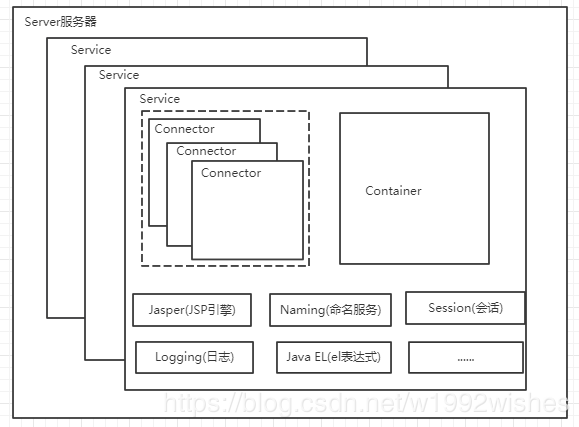 Server服务器
Service
Service
Service
Connector
Connector
Connector
Container
Jasper(JSP引擎)
Naming(命名服务)
Session(会话)
Logging(日志)
Java EL(el表达式)
......
https://blog.csdn.net/w1992wishes